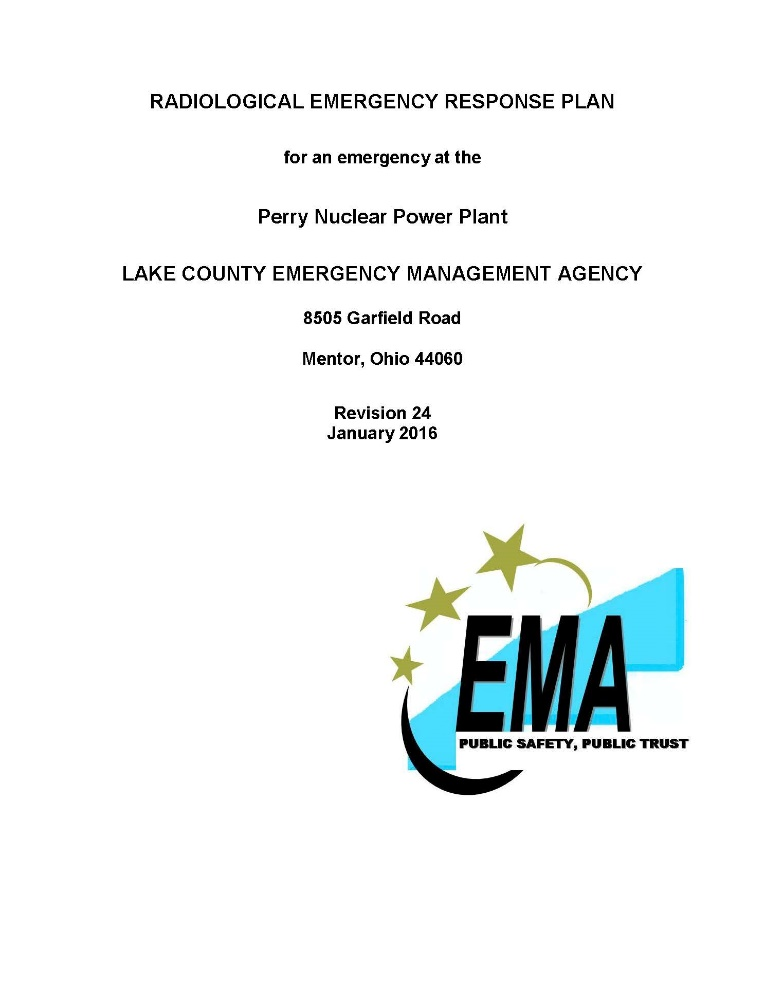 RADIOLOGICAL EMERGENCY RESPONSE PLAN
for an emergency at the
Perry Nuclear Power Plant
LAKE COUNTY EMERGENCY MANAGEMENT AGENCY
8505 Garfield Road
Mentor, Ohio 44060
Revision 24
January 2016
EMA
PUBLIC SAFETY, PUBLIC TRUST